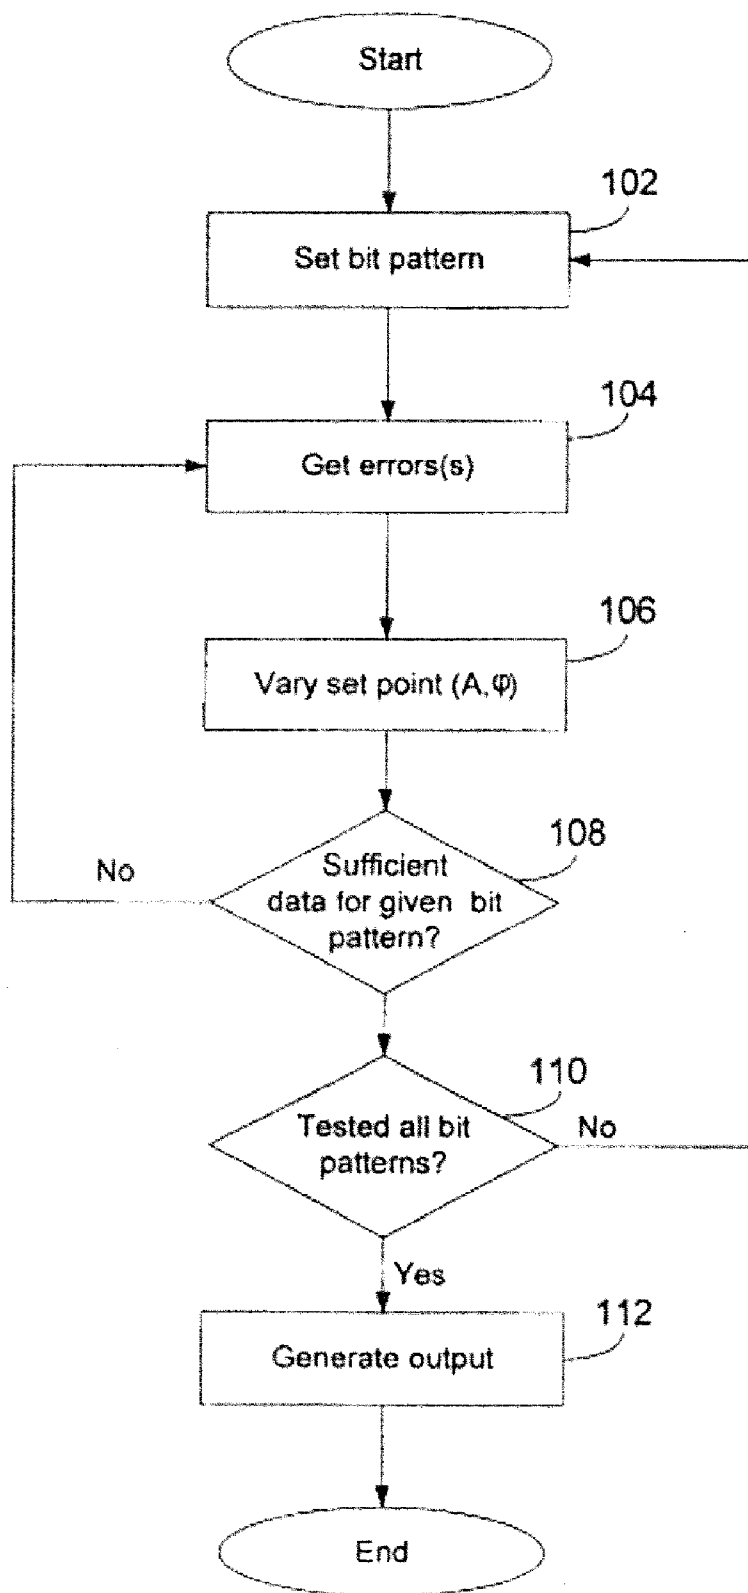 Start
102
Set bit pattern
104
Get errors(s)
106
Vary set point (A,φ)
108
No
Sufficient
data for given bit
pattern?
110
Tested all bit
patterns?
No
Yes
112
Generate output
End